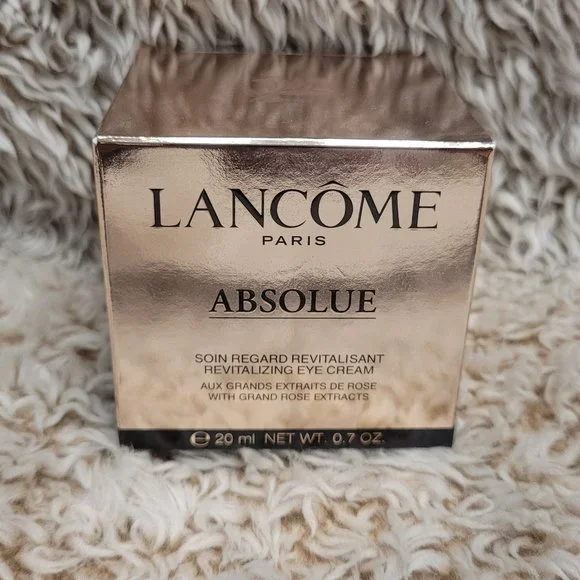 LANCÔME
PARIS
ABSOLUE
SOIN REGARD REVITALISANT
REVITALIZING EYE CREAM
AUX GRANDS EXTRAITS DE ROSE
WITH GRAND ROSE EXTRACTS
℮ 20 ml NET WT. 0.7 OZ.